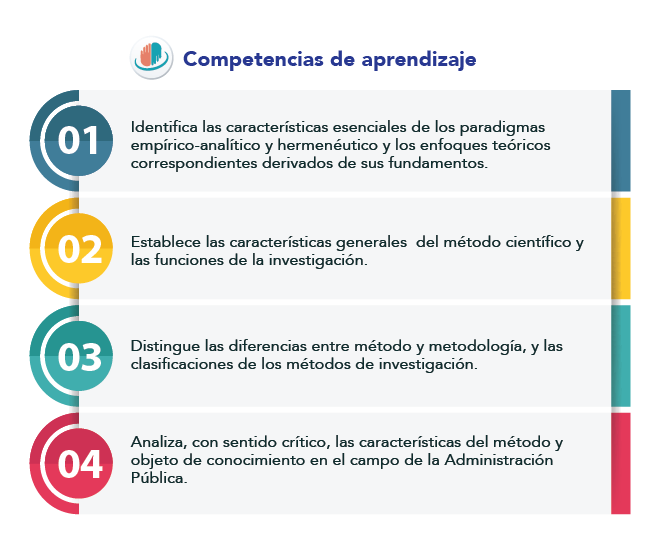 Competencias de aprendizaje
01
Identifica las características esenciales de los paradigmas
empírico-analítico y hermenéutico y los enfoques teóricos
correspondientes derivados de sus fundamentos.
02
Establece las características generales  del método científico y
las funciones de la investigación.
03
Distingue las diferencias entre método y metodología, y las
clasificaciones de los métodos de investigación.
04
Analiza, con sentido crítico, las características del método y
objeto de conocimiento en el campo de la Administración
Pública.